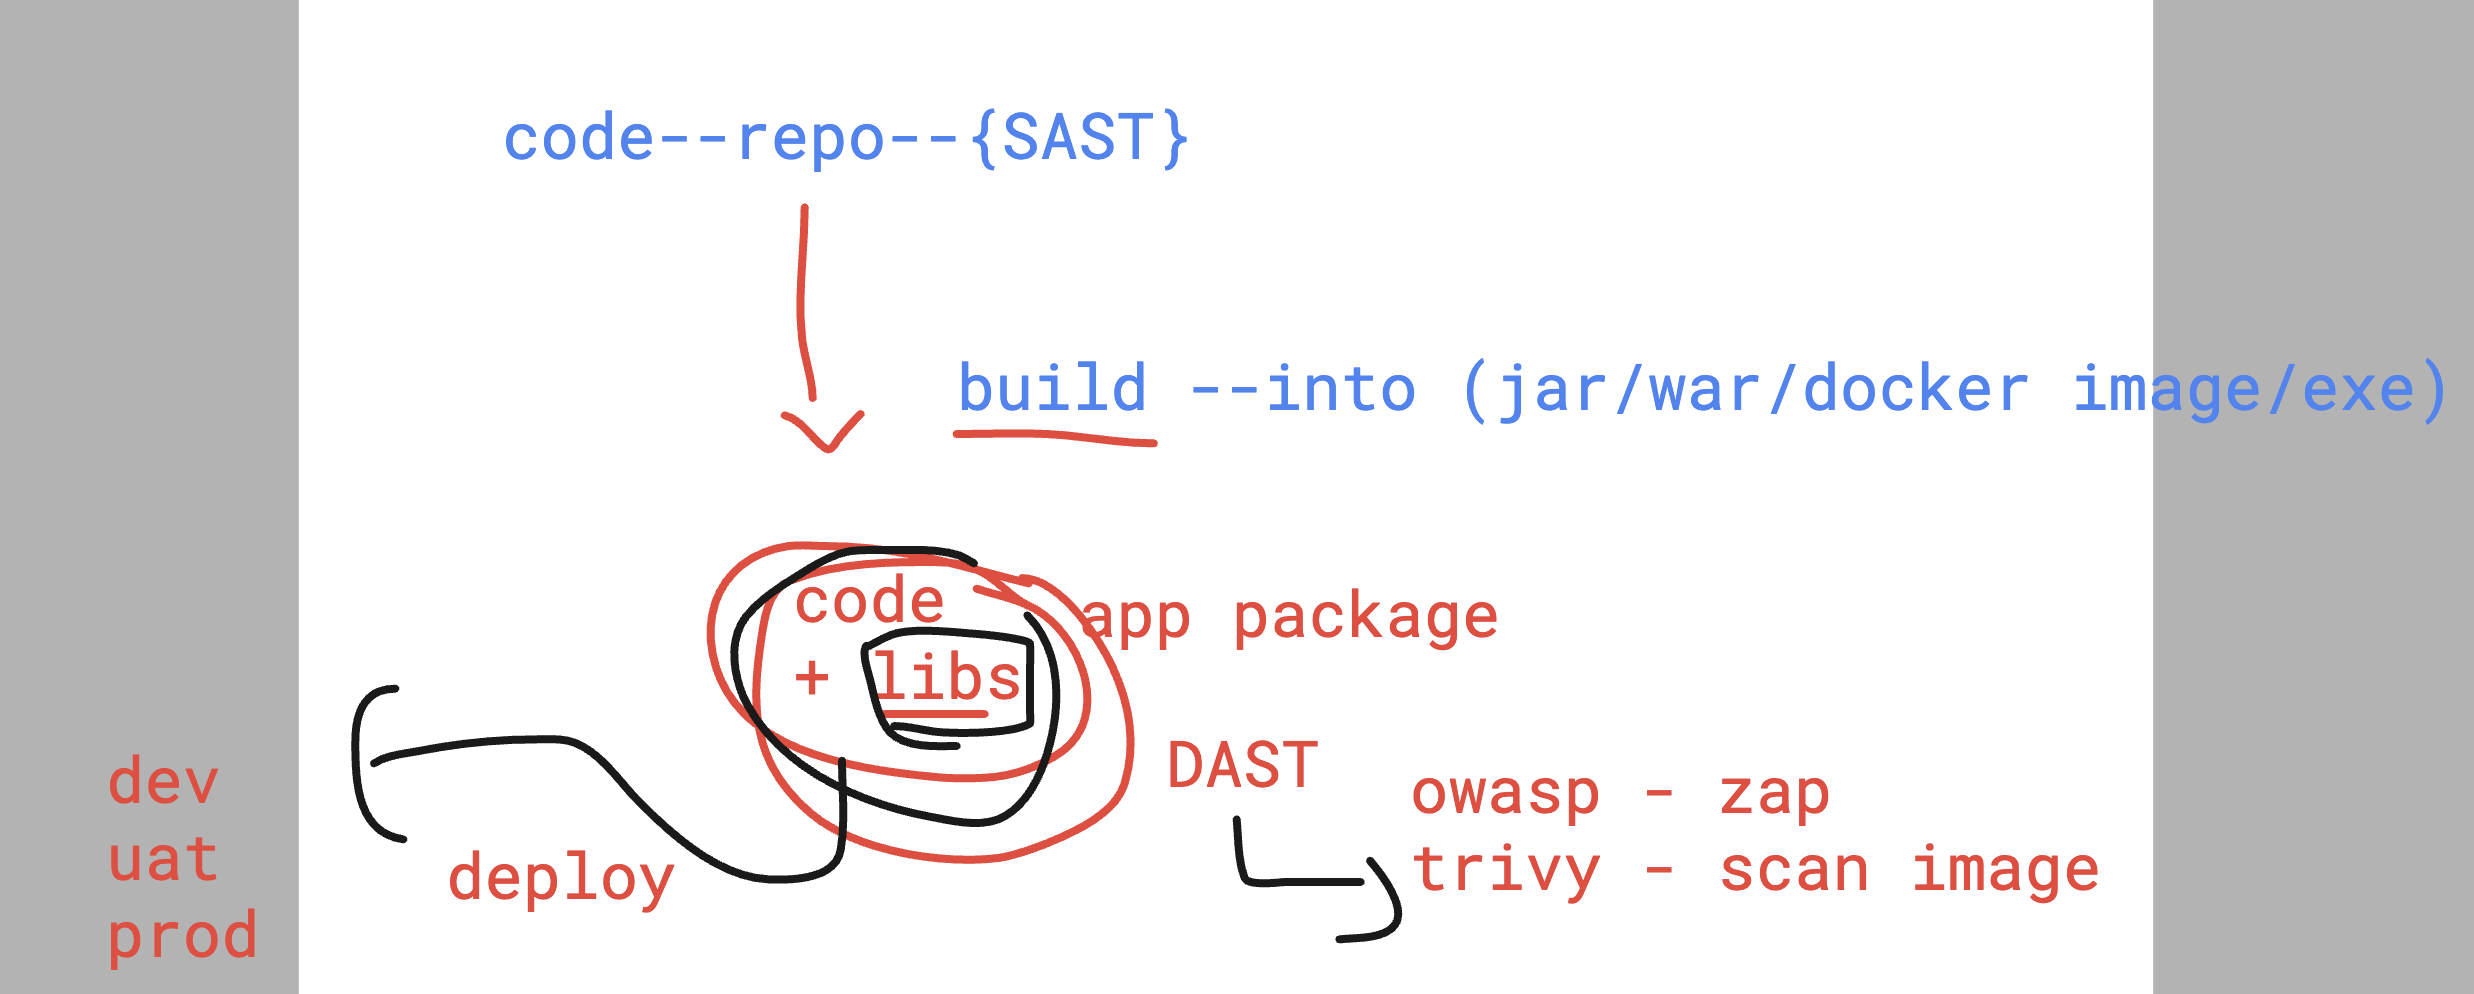 code--repo--{SAST}
build --into (jar/war/docker image/exe)
code
+ libs
app package
DAST
owasp - zap
trivy - scan image
deploy
dev
uat
prod